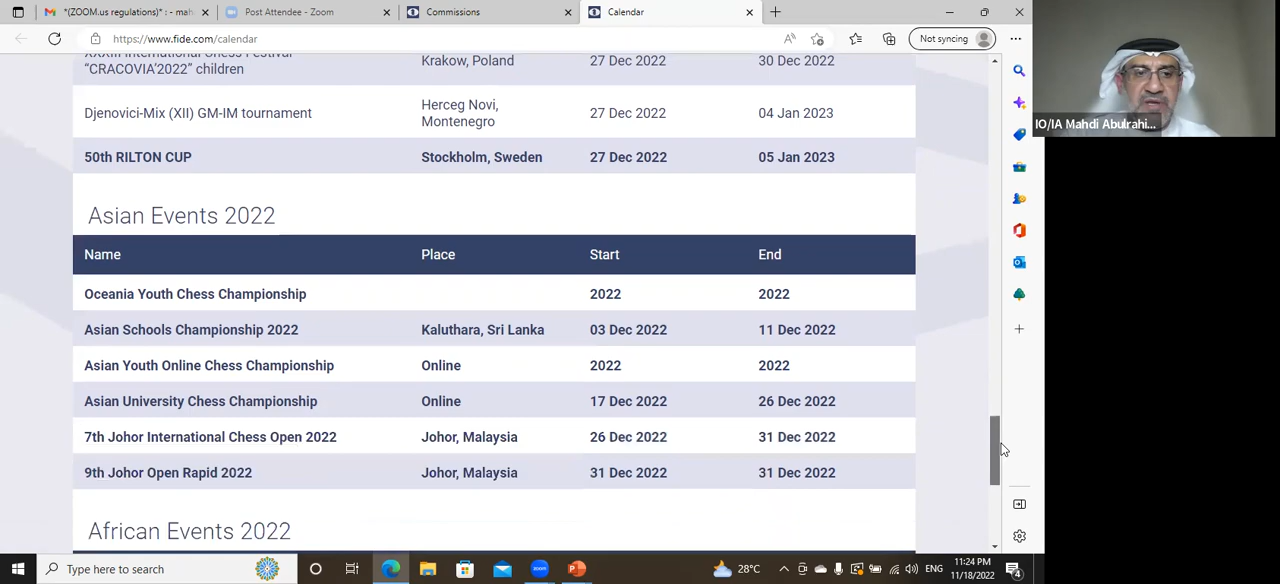 *(ZOOM.us regulations)* : - mah
Post Attendee - Zoom
Commissions
Calendar
https://www.fide.com/calendar
Not syncing
IO/IA Mahdi Abulrahi...
"CRACOVIA'2022" children Krakow, Poland 27 Dec 2022 30 Dec 2022
Djenovici-Mix (XII) GM-IM tournament Herceg Novi, 27 Dec 2022 04 Jan 2023
Montenegro
50th RILTON CUP Stockholm, Sweden 27 Dec 2022 05 Jan 2023
Asian Events 2022
Name Place Start End
Oceania Youth Chess Championship 2022 2022
Asian Schools Championship 2022 Kaluthara, Sri Lanka 03 Dec 2022 11 Dec 2022
Asian Youth Online Chess Championship Online 2022 2022
Asian University Chess Championship Online 17 Dec 2022 26 Dec 2022
7th Johor International Chess Open 2022 Johor, Malaysia 26 Dec 2022 31 Dec 2022
9th Johor Open Rapid 2022 Johor, Malaysia 31 Dec 2022 31 Dec 2022
African Events 2022
Type here to search
28°C
ENG
11:24 PM
11/18/2022
4